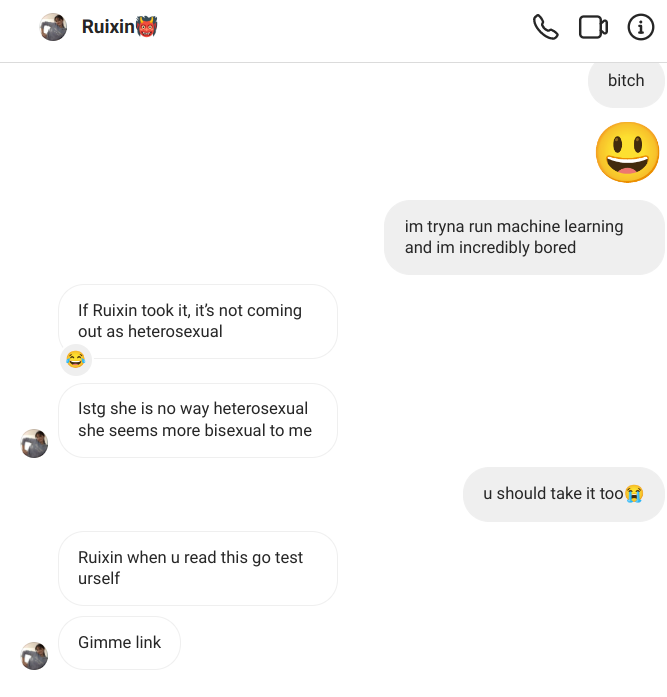 Ruixin👹
bitch
😃
im tryna run machine learning
and im incredibly bored
If Ruixin took it, it’s not coming
out as heterosexual
😂
Istg she is no way heterosexual
she seems more bisexual to me
u should take it too😭
Ruixin when u read this go test
urself
Gimme link